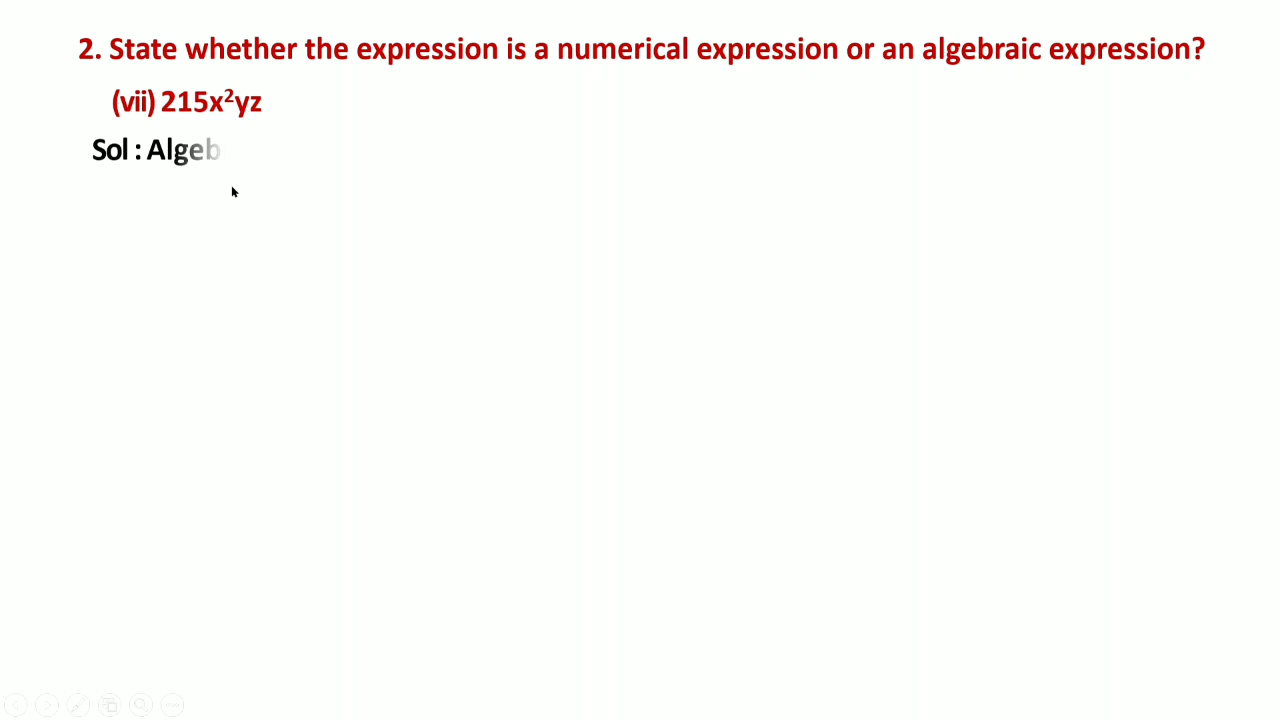 2. State whether the expression is a numerical expression or an algebraic expression?
(vii) 215x²yz
Sol : Algeb